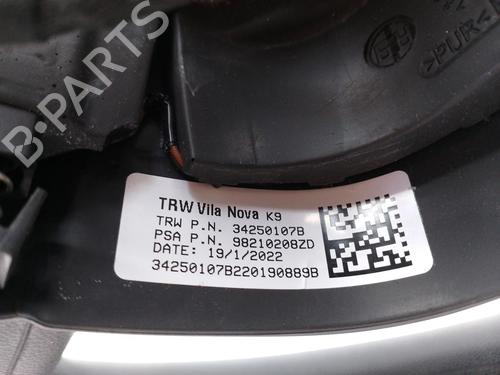 B-PARTS
>PUR<
TRW Vila Nova K9
TRW P.N. 34250107B
PSA P.N. 98210208ZD
DATE: 19/1/2022
34250107B220190889B